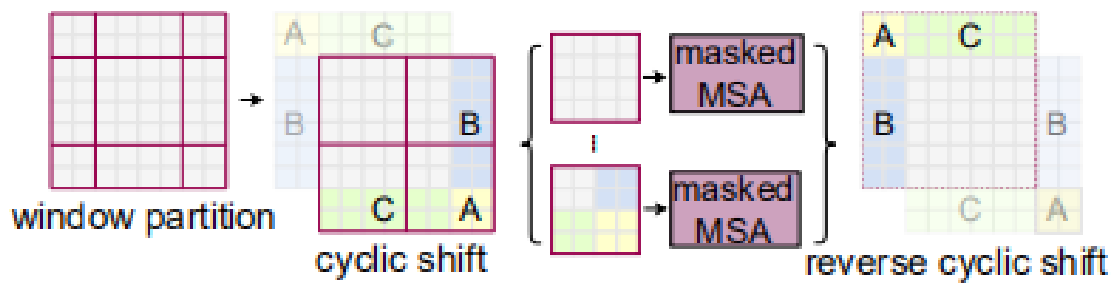 A C
B
B
C A
window partition
cyclic shift
masked
MSA
masked
MSA
A C
B B
C A
reverse cyclic shift